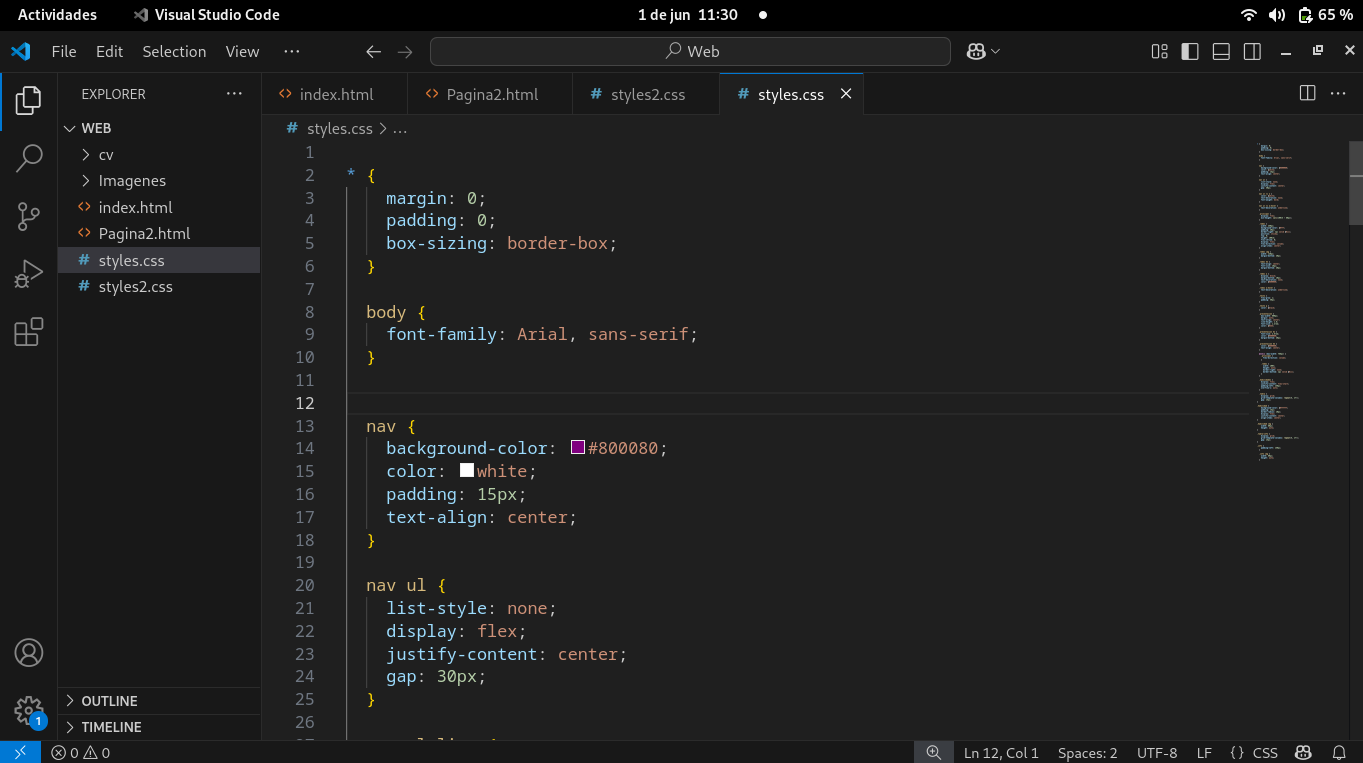 Actividades Visual Studio Code 1 de jun 11:30 65 %
File Edit Selection View ··· Web
EXPLORER ···
index.html Pagina2.html # styles2.css # styles.css ···
WEB
cv
Imagenes
index.html
Pagina2.html
# styles.css
# styles2.css
# styles.css > ...
1
2 * {
3 margin: 0;
4 padding: 0;
5 box-sizing: border-box;
6 }
7
8 body {
9 font-family: Arial, sans-serif;
10 }
11
12
13 nav {
14 background-color: #800080;
15 color: white;
16 padding: 15px;
17 text-align: center;
18 }
19
20 nav ul {
21 list-style: none;
22 display: flex;
23 justify-content: center;
24 gap: 30px;
25 }
26
1
OUTLINE
TIMELINE
0 0 Ln 12, Col 1 Spaces: 2 UTF-8 LF {} CSS